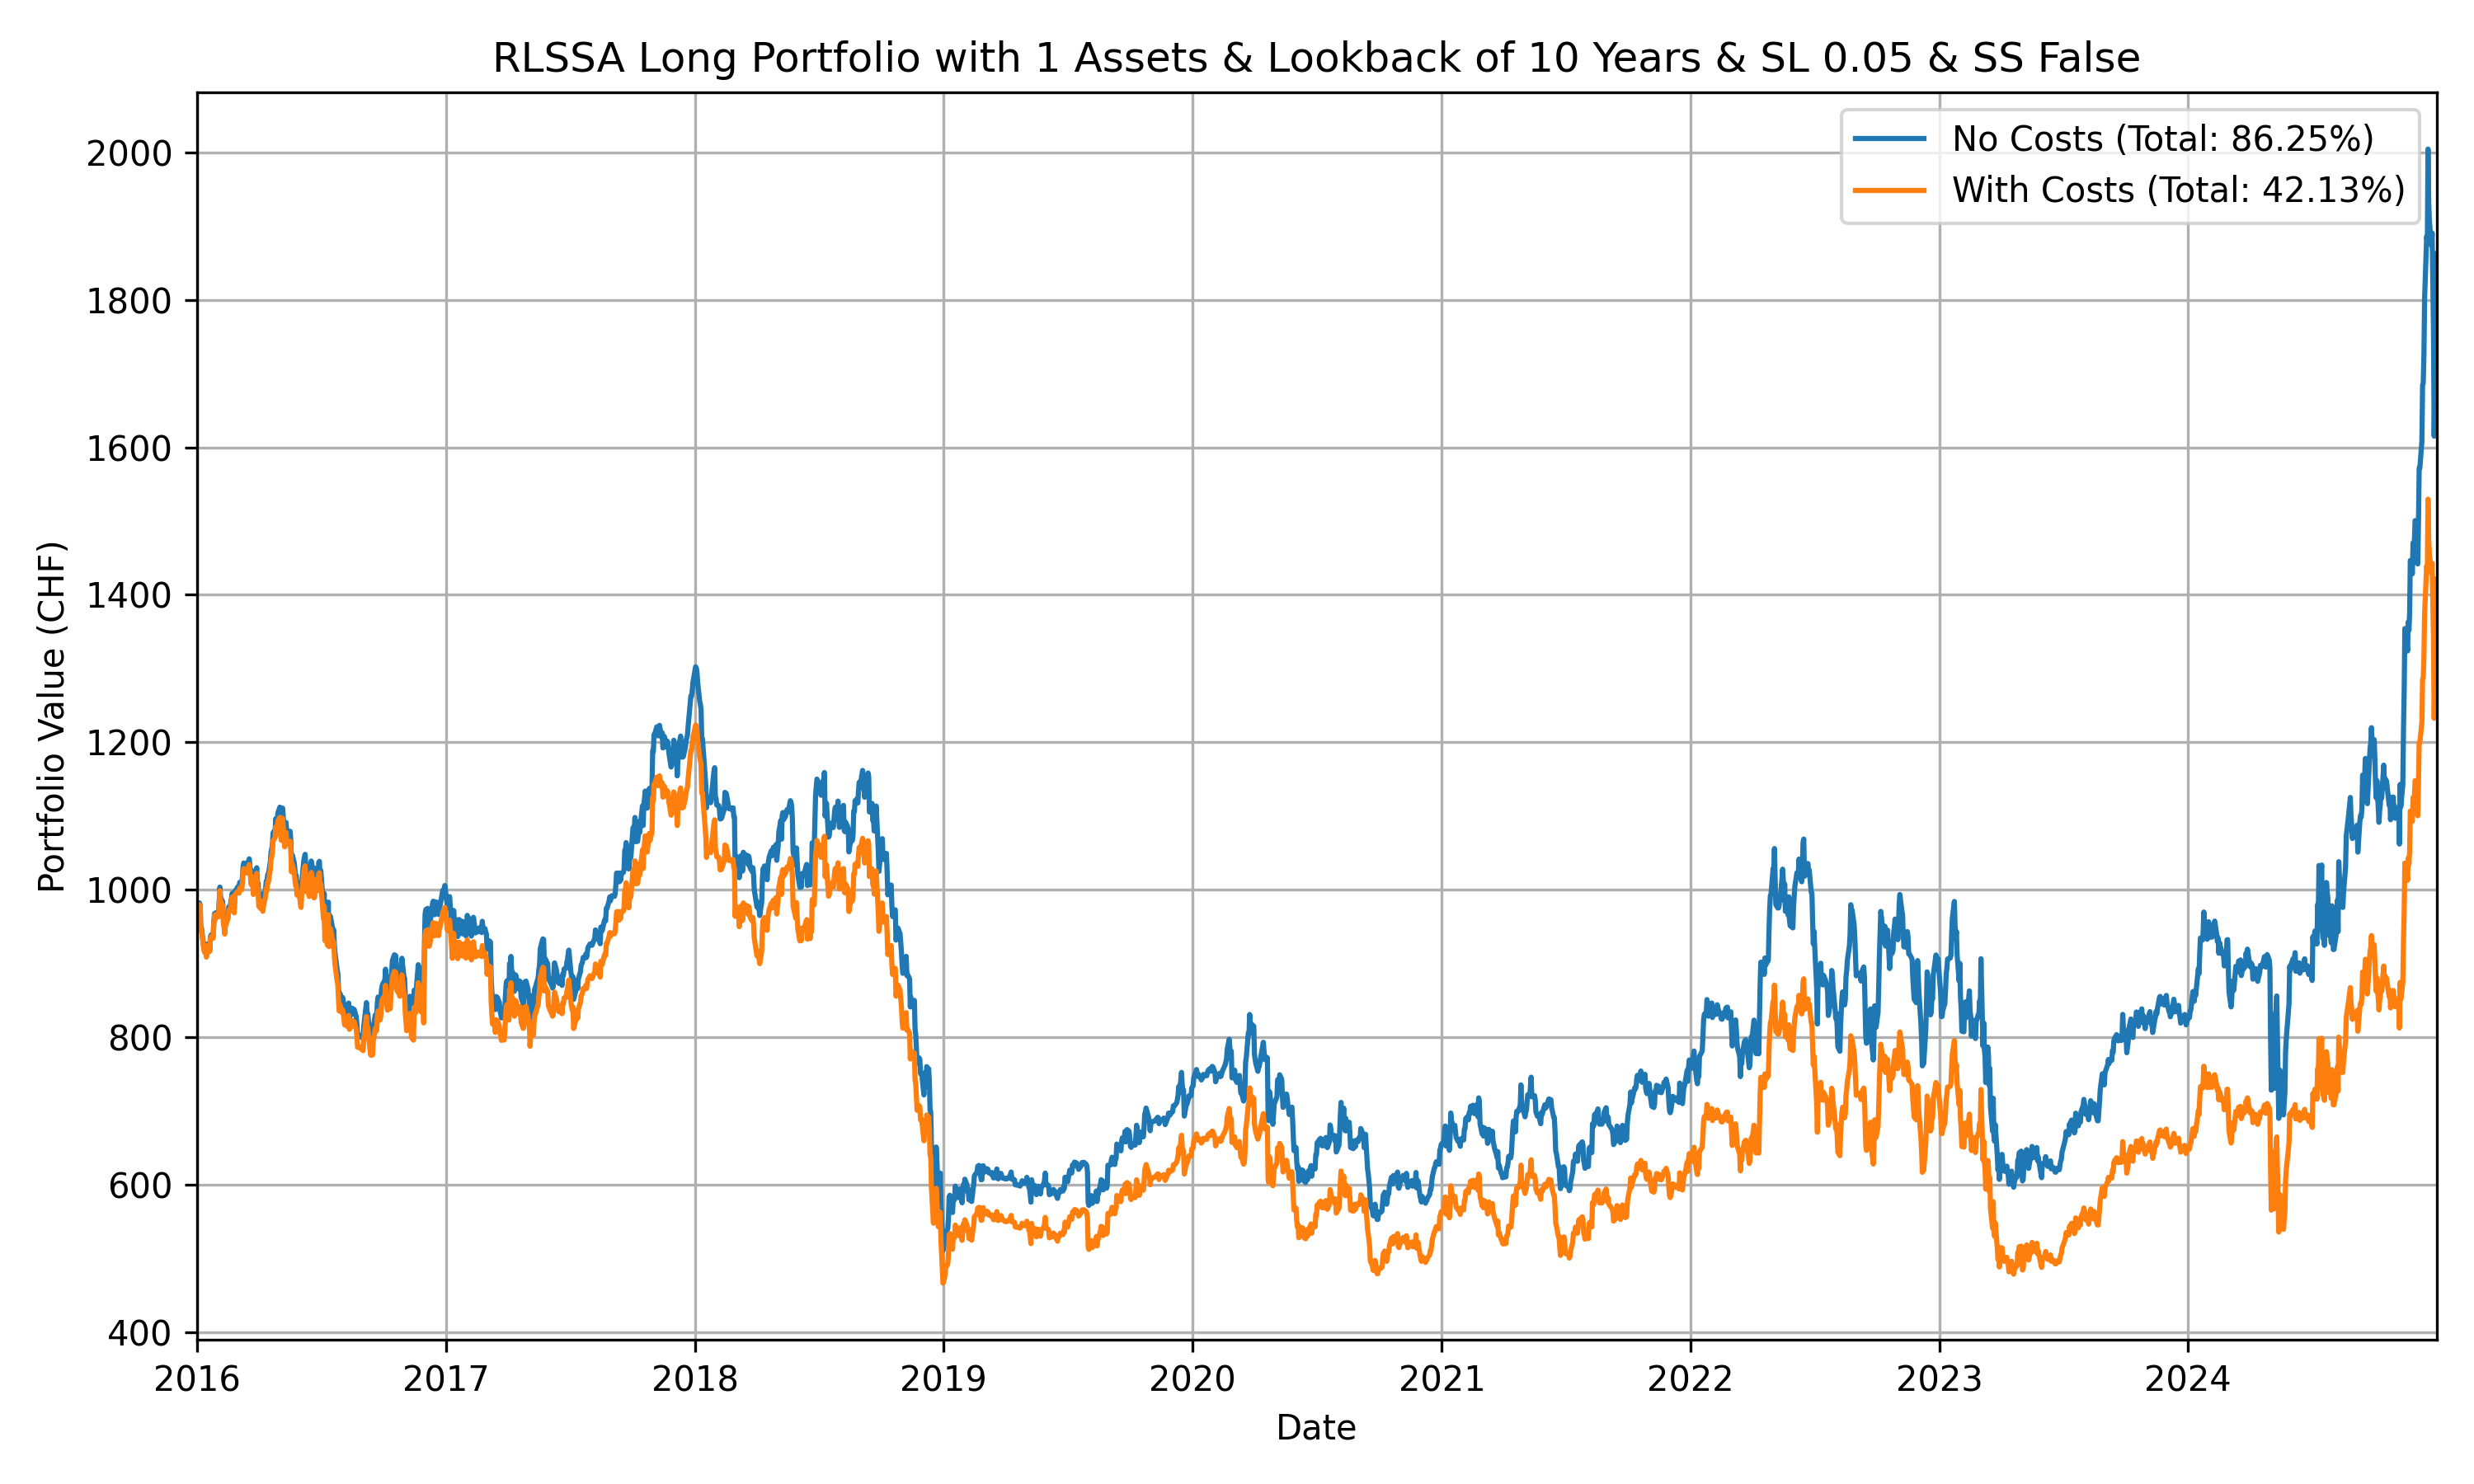 RLSSA Long Portfolio with 1 Assets & Lookback of 10 Years & SL 0.05 & SS False
No Costs (Total: 86.25%)
With Costs (Total: 42.13%)
Portfolio Value (CHF)
2000
1800
1600
1400
1200
1000
800
600
400
2016 2017 2018 2019 2020 2021 2022 2023 2024
Date